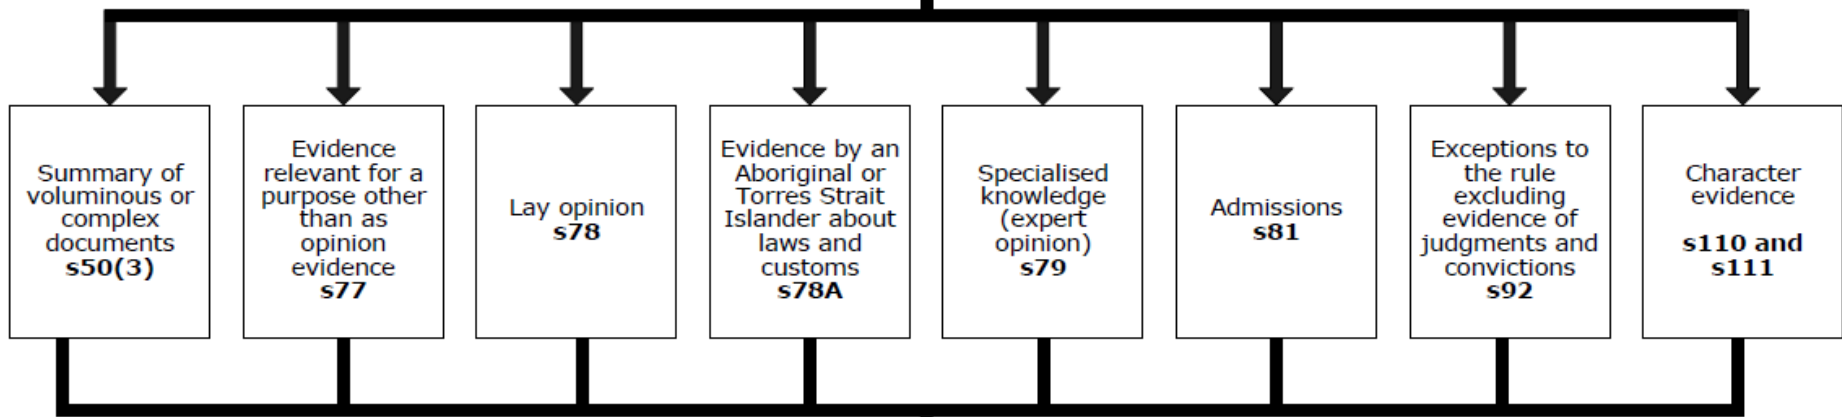 Summary of
voluminous or
complex
documents
s50(3)
Evidence
relevant for a
purpose other
than as
opinion
evidence
s77
Lay opinion
s78
Evidence by an
Aboriginal or
Torres Strait
Islander about
laws and
customs
s78A
Specialised
knowledge
(expert
opinion)
s79
Admissions
s81
Exceptions to
the rule
excluding
evidence of
judgments and
convictions
s92
Character
evidence
s110 and
s111